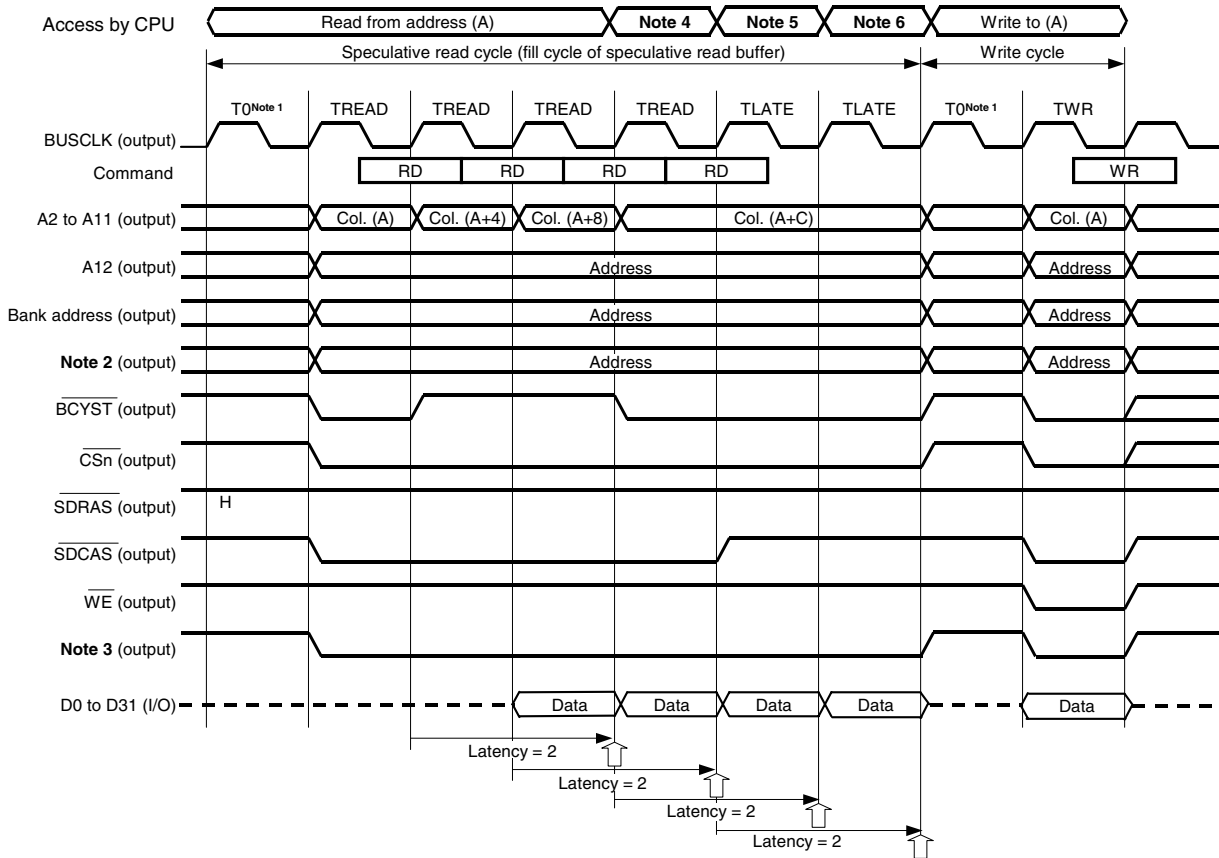 Access by CPU Read from address (A) Note 4 Note 5 Note 6 Write to (A)
Speculative read cycle (fill cycle of speculative read buffer) Write cycle
T0Note 1 TREAD TREAD TREAD TREAD TLATE TLATE T0Note 1 TWR
BUSCLK (output)
Command RD RD RD RD WR
A2 to A11 (output) Col. (A) Col. (A+4) Col. (A+8) Col. (A+C) Col. (A)
A12 (output) Address Address
Bank address (output) Address Address
Note 2 (output) Address Address
BCYST (output)
CSn (output)
SDRAS (output) H
SDCAS (output)
WE (output)
Note 3 (output)
D0 to D31 (I/O) Data Data Data Data Data
Latency = 2
Latency = 2
Latency = 2
Latency = 2